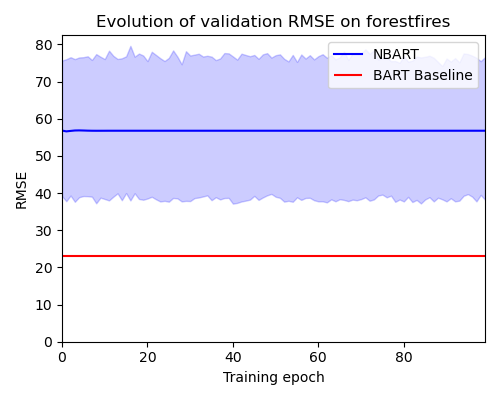 Evolution of validation RMSE on forestfires
80
70
60
50
40
30
20
10
0
RMSE
NBART
BART Baseline
0 20 40 60 80
Training epoch